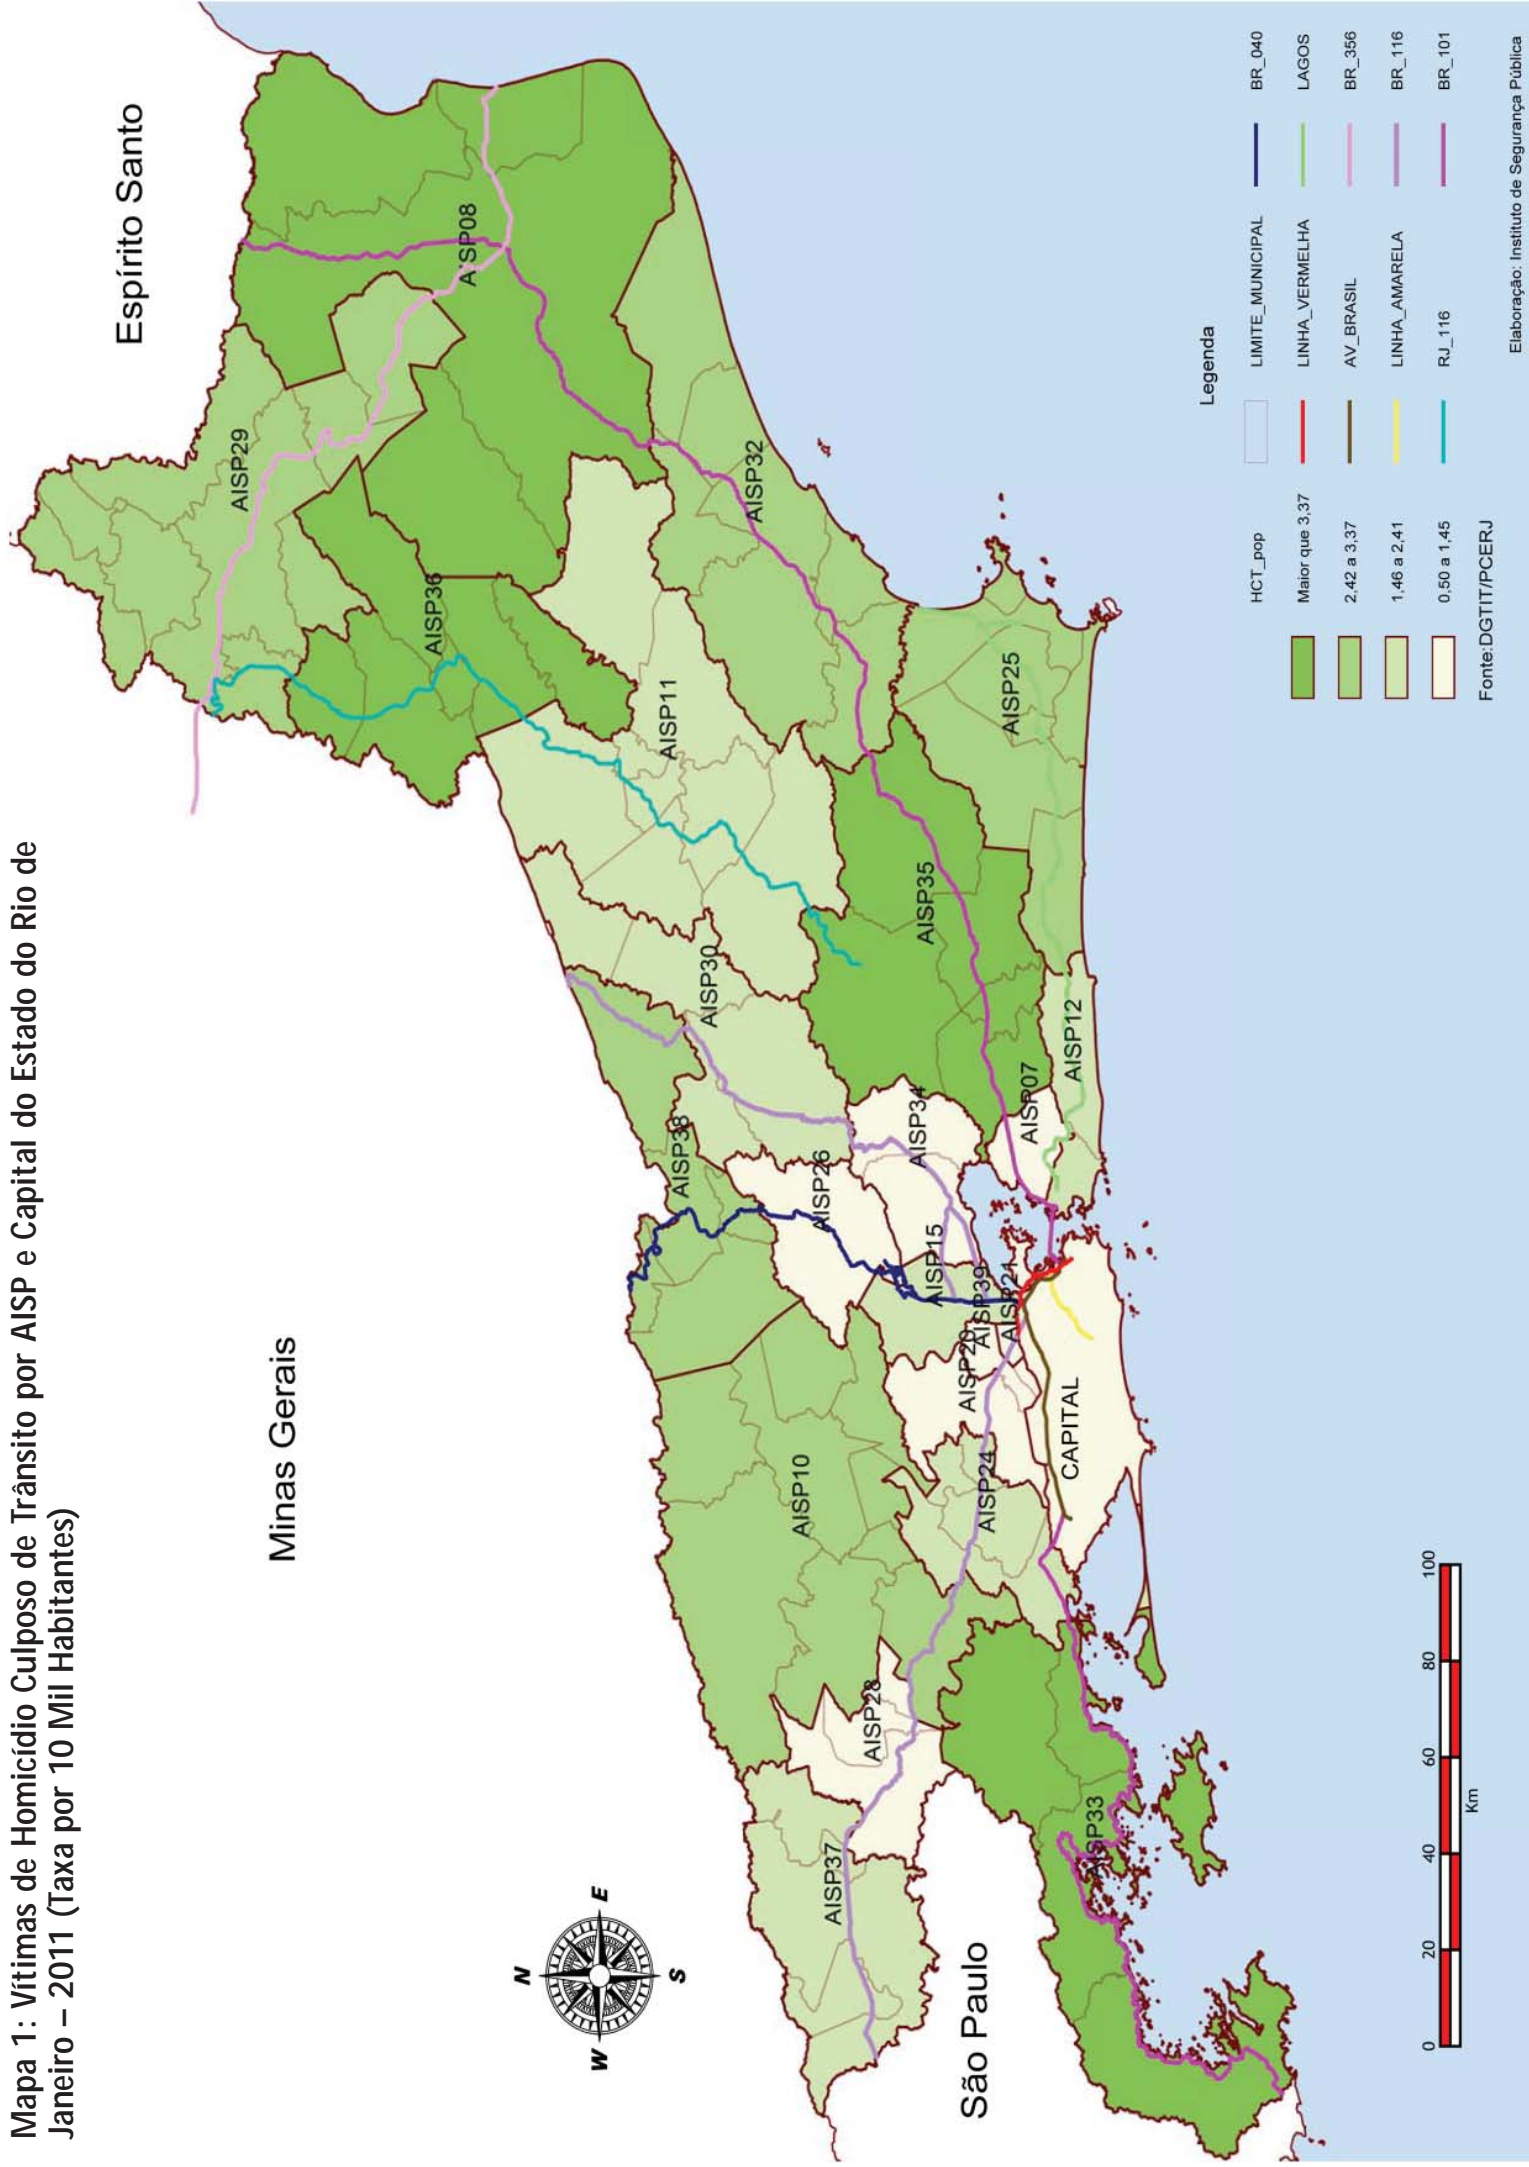 Mapa 1: Vítimas de Homicídio Culposo de Trânsito por AISP e Capital do Estado do Rio de
Janeiro – 2011 (Taxa por 10 Mil Habitantes)
Espírito Santo
Minas Gerais
São Paulo
N
W
E
S
AISP29
AISP08
AISP36
AISP32
AISP11
AISP30
AISP25
AISP35
AISP38
AISP26
AISP34
AISP12
AISP07
AISP10
AISP15
AISP39
AISP21
AISP20
AISP24
CAPITAL
AISP28
AISP37
AISP33
0 20 40 60 80 100
Km
Legenda
HCT_pop
Maior que 3,37
2,42 a 3,37
1,46 a 2,41
0,50 a 1,45
LIMITE_MUNICIPAL
LINHA_VERMELHA
AV_BRASIL
LINHA_AMARELA
RJ_116
BR_040
LAGOS
BR_356
BR_116
BR_101
Fonte:DGTIT/PCERJ
Elaboração: Instituto de Segurança Pública